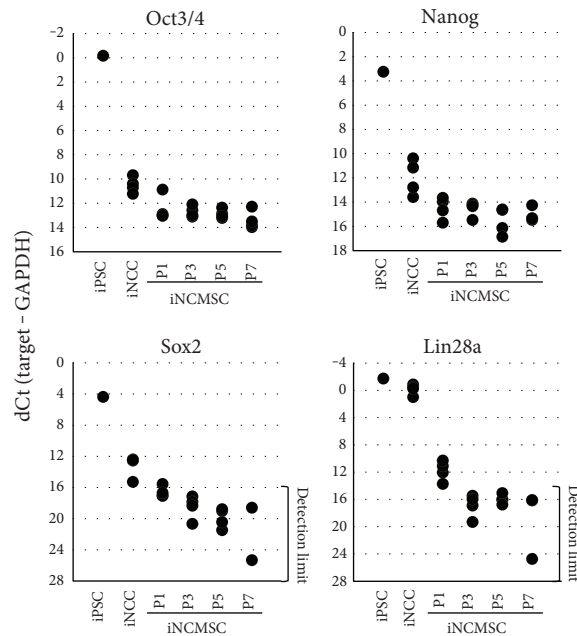 Oct3/4
−2
0
2
4
6
8
10
12
14
16
iPSC
iNCC
P1
P3
P5
P7
iNCMSC
Nanog
0
2
4
6
8
10
12
14
16
18
iPSC
iNCC
P1
P3
P5
P7
iNCMSC
dCt (target - GAPDH)
Sox2
0
4
8
12
16
20
24
28
Detection limit
iPSC
iNCC
P1
P3
P5
P7
iNCMSC
Lin28a
−4
0
4
8
12
16
20
24
28
Detection limit
iPSC
iNCC
P1
P3
P5
P7
iNCMSC